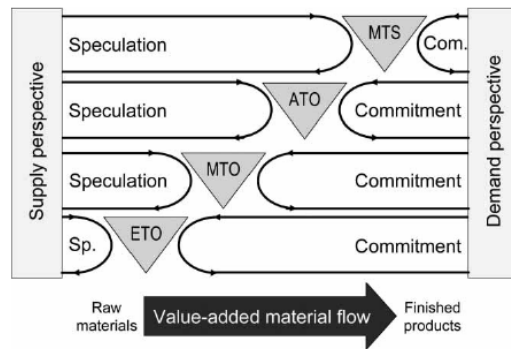 Supply perspective
Speculation
MTS
Com.
Speculation
ATO
Commitment
Speculation
MTO
Commitment
Sp.
ETO
Commitment
Demand perspective
Raw
materials
Value-added material flow
Finished
products